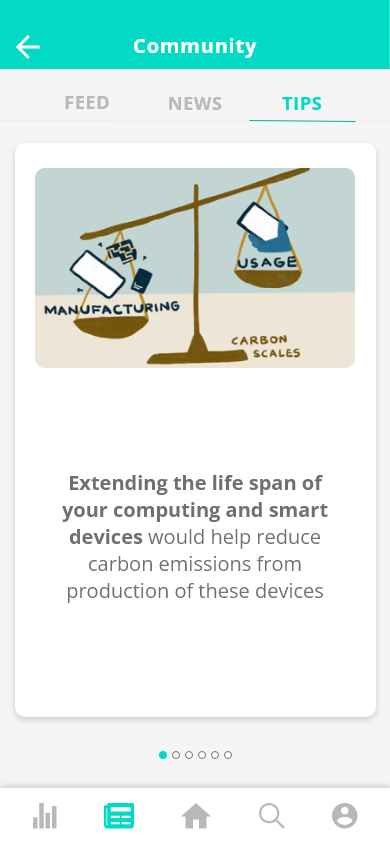 Community
FEED
NEWS
TIPS
USAGE
MANUFACTURING
CARBON
SCALES
Extending the life span of
your computing and smart
devices would help reduce
carbon emissions from
production of these devices